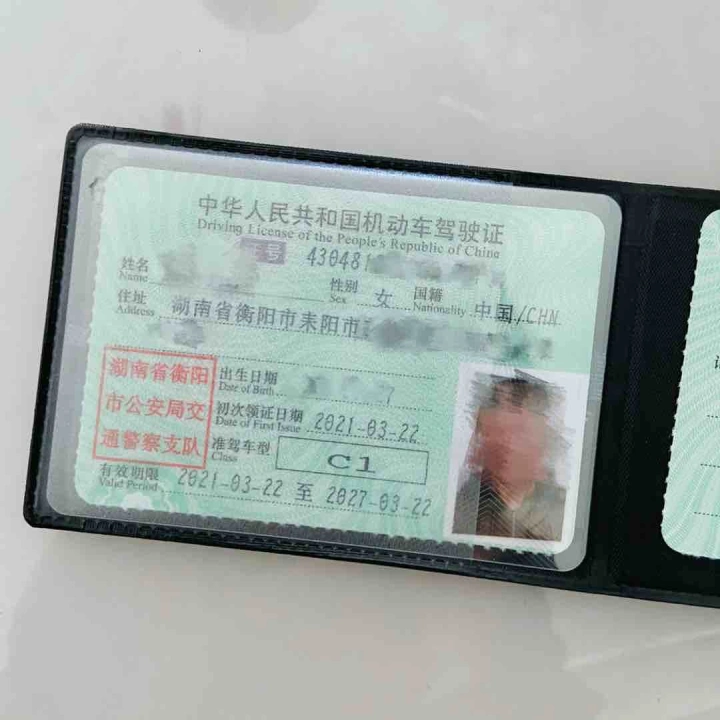 中华人民共和国机动车驾驶证
Driving License of the People's Republic of China
证号 430481
姓名
Name
性别 女 国籍 中国/CHN
Sex Nationality
住址 湖南省衡阳市耒阳市
Address
湖南省衡阳
市公安局交
通警察支队
出生日期
Date of Birth
初次领证日期 2021-03-22
Date of First Issue
准驾车型 C1
Class
有效期限 2021-03-22 至 2027-03-22
Valid Period